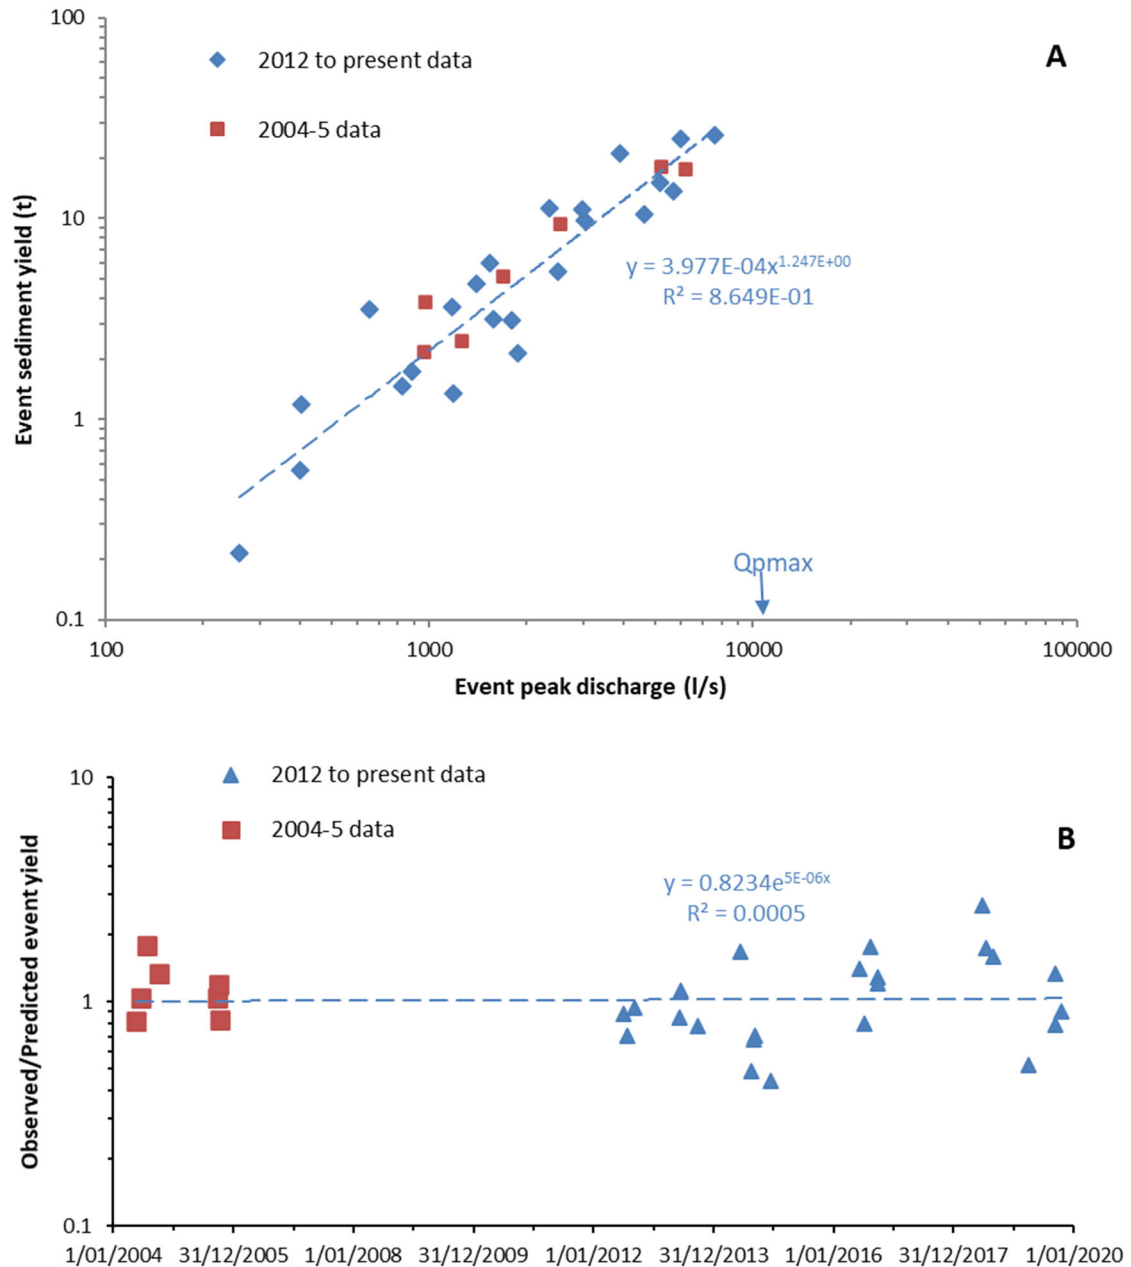 100
2012 to present data
A
2004-5 data
Event sediment yield (t)
10
y = 3.977E-04x^1.247E+00
R² = 8.649E-01
1
Qpmax
0.1
100 1000 10000 100000
Event peak discharge (l/s)
10
2012 to present data
2004-5 data
B
Observed/Predicted event yield
y = 0.8234e^5E-06x
R² = 0.0005
1
0.1
1/01/2004 31/12/2005 1/01/2008 31/12/2009 1/01/2012 31/12/2013 1/01/2016 31/12/2017 1/01/2020